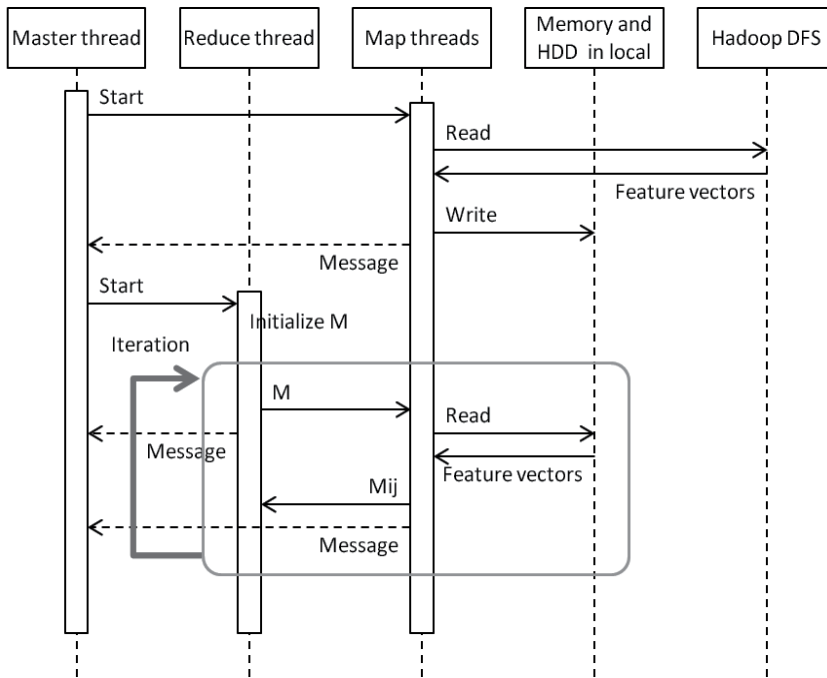 Master thread
Reduce thread
Map threads
Memory and
HDD in local
Hadoop DFS
Start
Read
Feature vectors
Write
Message
Start
Initialize M
Iteration
M
Read
Message
Feature vectors
Mij
Message